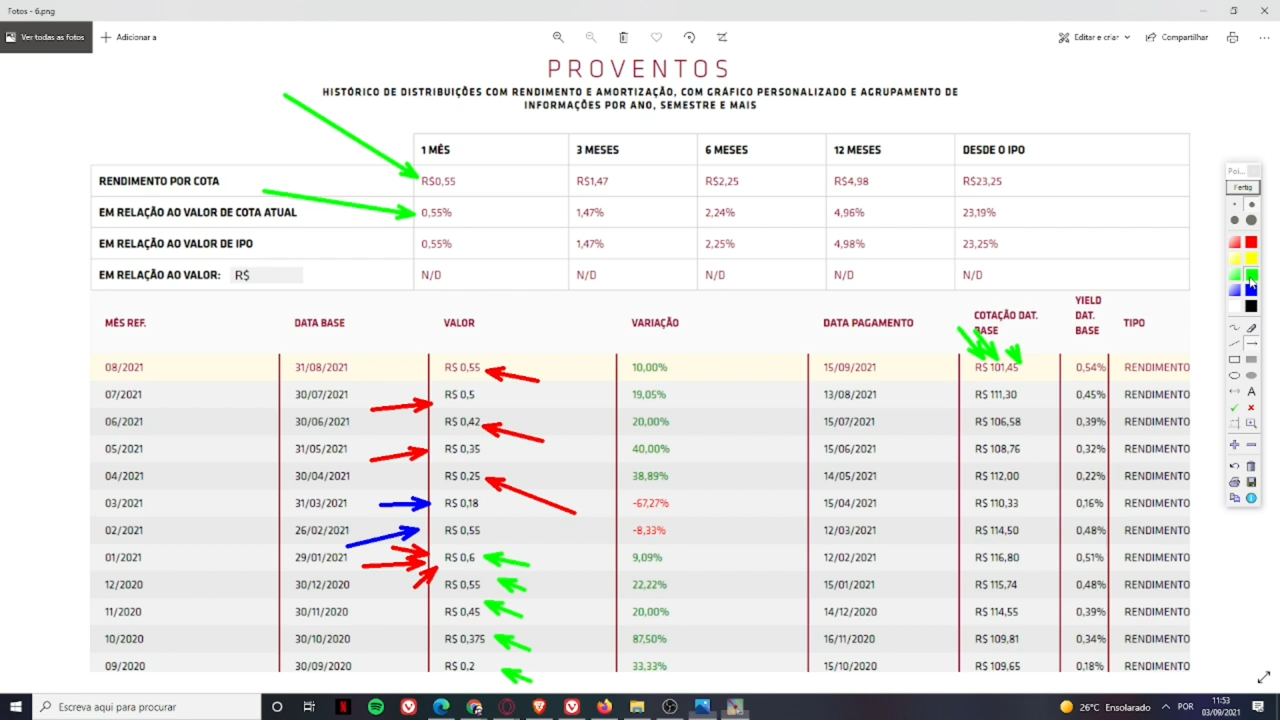 Fotos - 6.png
Ver todas as fotos
Adicionar a
Editar e criar
Compartilhar
PROVENTOS
HISTÓRICO DE DISTRIBUIÇÕES COM RENDIMENTO E AMORTIZAÇÃO, COM GRÁFICO PERSONALIZADO E AGRUPAMENTO DE
INFORMAÇÕES POR ANO, SEMESTRE E MAIS
1 MÊS 3 MESES 6 MESES 12 MESES DESDE O IPO
RENDIMENTO POR COTA R$0,55 R$1,47 R$2,25 R$4,98 R$23,25
EM RELAÇÃO AO VALOR DE COTA ATUAL 0,55% 1,47% 2,24% 4,96% 23,19%
EM RELAÇÃO AO VALOR DE IPO 0,55% 1,47% 2,25% 4,98% 23,25%
EM RELAÇÃO AO VALOR: R$ N/D N/D N/D N/D N/D
MÊS REF. DATA BASE VALOR VARIAÇÃO DATA PAGAMENTO COTAÇÃO DAT. BASE YIELD DAT. BASE TIPO
08/2021 31/08/2021 R$ 0,55 10,00% 15/09/2021 R$ 101,45 0,54% RENDIMENTO
07/2021 30/07/2021 R$ 0,5 19,05% 13/08/2021 R$ 111,30 0,45% RENDIMENTO
06/2021 30/06/2021 R$ 0,42 20,00% 15/07/2021 R$ 106,58 0,39% RENDIMENTO
05/2021 31/05/2021 R$ 0,35 40,00% 15/06/2021 R$ 108,76 0,32% RENDIMENTO
04/2021 30/04/2021 R$ 0,25 38,89% 14/05/2021 R$ 112,00 0,22% RENDIMENTO
03/2021 31/03/2021 R$ 0,18 -67,27% 15/04/2021 R$ 110,33 0,16% RENDIMENTO
02/2021 26/02/2021 R$ 0,55 -8,33% 12/03/2021 R$ 114,50 0,48% RENDIMENTO
01/2021 29/01/2021 R$ 0,6 9,09% 12/02/2021 R$ 116,80 0,51% RENDIMENTO
12/2020 30/12/2020 R$ 0,55 22,22% 15/01/2021 R$ 115,74 0,48% RENDIMENTO
11/2020 30/11/2020 R$ 0,45 20,00% 14/12/2020 R$ 114,55 0,39% RENDIMENTO
10/2020 30/10/2020 R$ 0,375 87,50% 16/11/2020 R$ 109,81 0,34% RENDIMENTO
09/2020 30/09/2020 R$ 0,2 33,33% 15/10/2020 R$ 109,65 0,18% RENDIMENTO
Poi...
Fertig
A
Escreva aqui para procurar
26°C Ensolarado
POR
11:53
03/09/2021